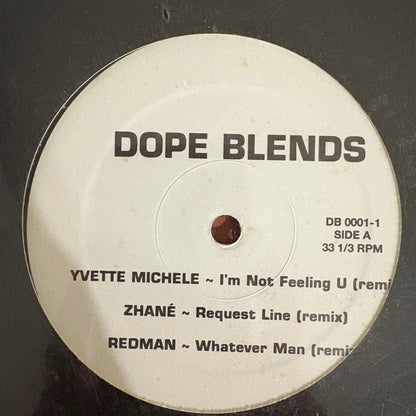 DOPE BLENDS
DB 0001-1
SIDE A
33 1/3 RPM
YVETTE MICHELE ~ I'm Not Feeling U (remi
ZHANÉ ~ Request Line (remix)
REDMAN ~ Whatever Man (remi